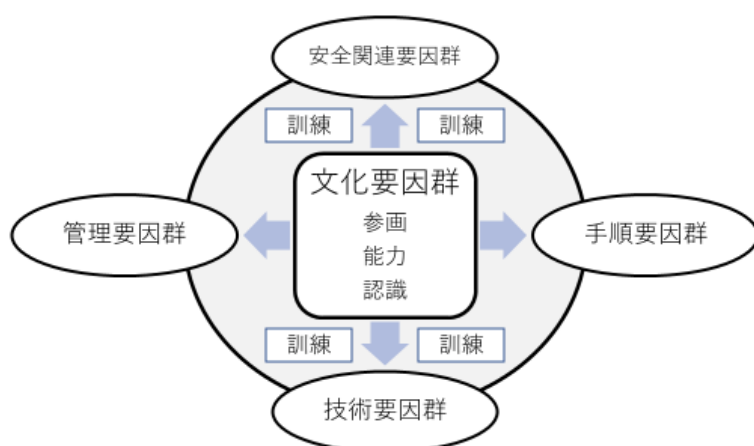 安全関連要因群
訓練
訓練
文化要因群
参画
能力
認識
管理要因群
手順要因群
訓練
訓練
技術要因群